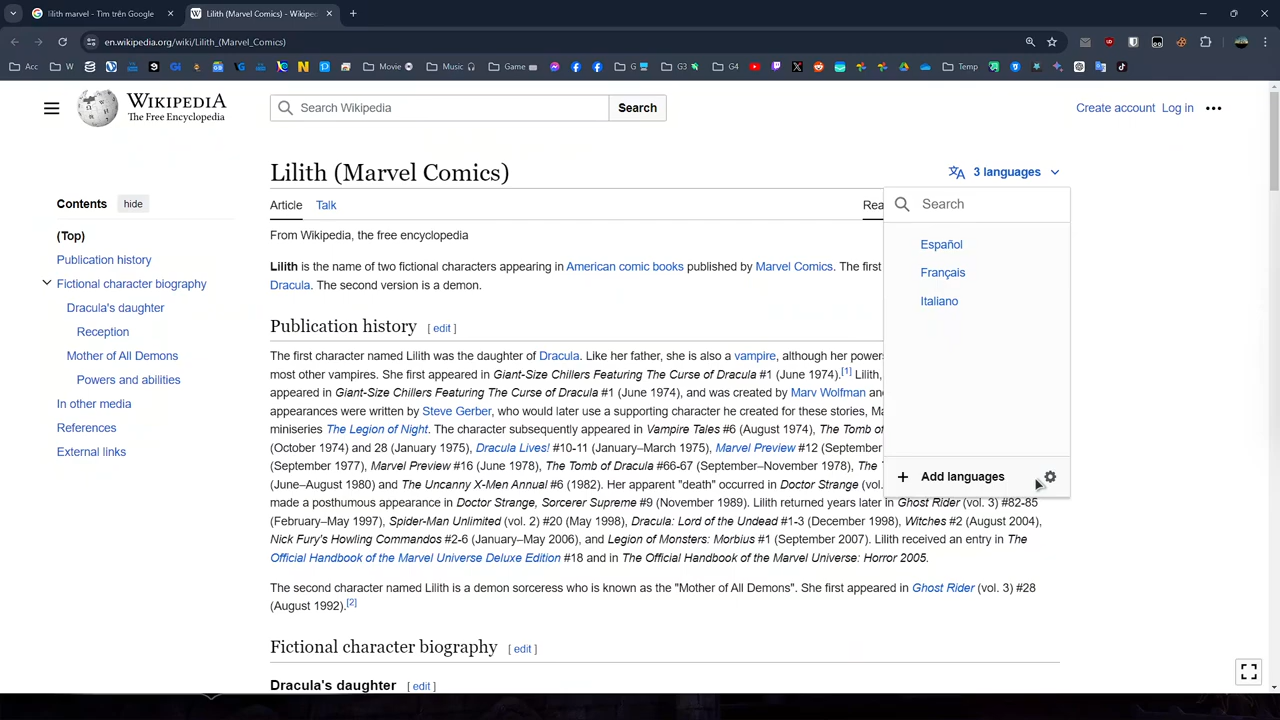 lilith marvel - Tìm trên Google
Lilith (Marvel Comics) - Wikiped
en.wikipedia.org/wiki/Lilith_(Marvel_Comics)
Acc
W
Movie
Music
Game
G
G3
G4
Temp
WIKIPEDIA
The Free Encyclopedia
Search Wikipedia
Search
Create account
Log in
Lilith (Marvel Comics)
3 languages
Contents
hide
(Top)
Publication history
Fictional character biography
Dracula's daughter
Reception
Mother of All Demons
Powers and abilities
In other media
References
External links
Article
Talk
Rea
Search
Español
Français
Italiano
Add languages
From Wikipedia, the free encyclopedia
Lilith is the name of two fictional characters appearing in American comic books published by Marvel Comics. The first
Dracula. The second version is a demon.
Publication history [ edit ]
The first character named Lilith was the daughter of Dracula. Like her father, she is also a vampire, although her powers
most other vampires. She first appeared in Giant-Size Chillers Featuring The Curse of Dracula #1 (June 1974).[1] Lilith,
appeared in Giant-Size Chillers Featuring The Curse of Dracula #1 (June 1974), and was created by Marv Wolfman and
appearances were written by Steve Gerber, who would later use a supporting character he created for these stories, Ma
miniseries The Legion of Night. The character subsequently appeared in Vampire Tales #6 (August 1974), The Tomb of
(October 1974) and 28 (January 1975), Dracula Lives! #10-11 (January–March 1975), Marvel Preview #12 (September
(September 1977), Marvel Preview #16 (June 1978), The Tomb of Dracula #66-67 (September–November 1978), The
(June–August 1980) and The Uncanny X-Men Annual #6 (1982). Her apparent "death" occurred in Doctor Strange (vol.
made a posthumous appearance in Doctor Strange, Sorcerer Supreme #9 (November 1989). Lilith returned years later in Ghost Rider (vol. 3) #82-85
(February–May 1997), Spider-Man Unlimited (vol. 2) #20 (May 1998), Dracula: Lord of the Undead #1-3 (December 1998), Witches #2 (August 2004),
Nick Fury's Howling Commandos #2-6 (January–May 2006), and Legion of Monsters: Morbius #1 (September 2007). Lilith received an entry in The
Official Handbook of the Marvel Universe Deluxe Edition #18 and in The Official Handbook of the Marvel Universe: Horror 2005.
The second character named Lilith is a demon sorceress who is known as the "Mother of All Demons". She first appeared in Ghost Rider (vol. 3) #28
(August 1992).[2]
Fictional character biography [ edit ]
Dracula's daughter [ edit ]